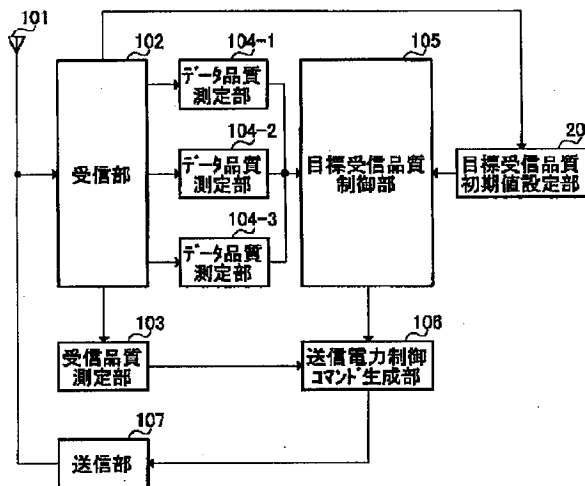 101
102
受信部
104-1
データ品質
測定部
104-2
データ品質
測定部
104-3
データ品質
測定部
105
目標受信品質
制御部
20
目標受信品質
初期値設定部
103
受信品質
測定部
106
送信電力制御
コマンド生成部
107
送信部